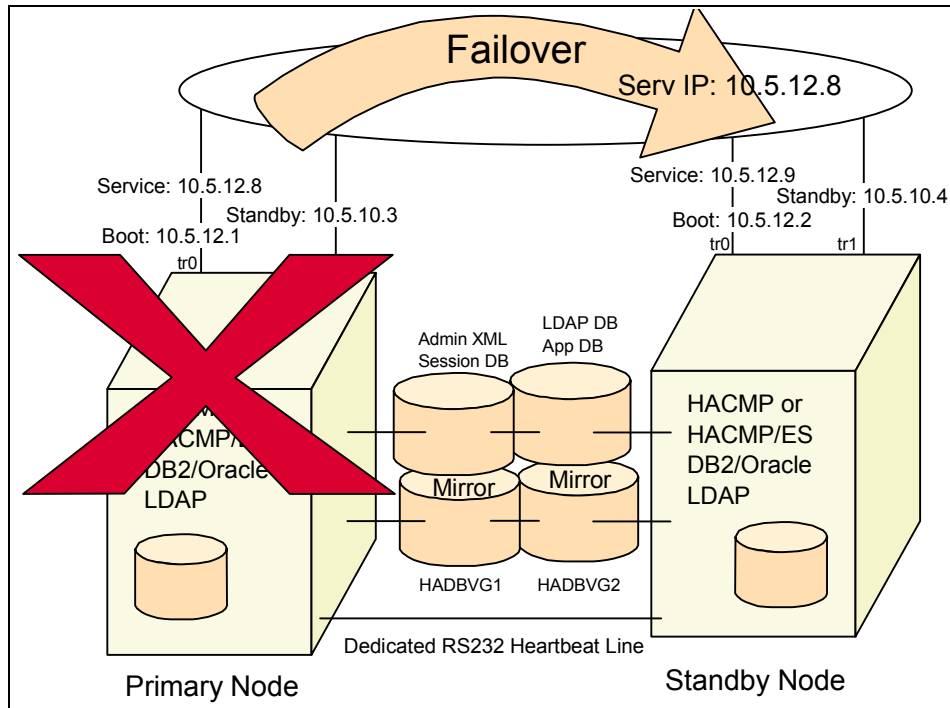 Failover
Serv IP: 10.5.12.8
Service: 10.5.12.8
Standby: 10.5.10.3
Boot: 10.5.12.1
tr0
Service: 10.5.12.9
Standby: 10.5.10.4
Boot: 10.5.12.2
tr0
tr1
Admin XML
Session DB
LDAP DB
App DB
DB2/Oracle
LDAP
Mirror
Mirror
HACMP or
HACMP/ES
DB2/Oracle
LDAP
HADBVG1
HADBVG2
Dedicated RS232 Heartbeat Line
Primary Node
Standby Node